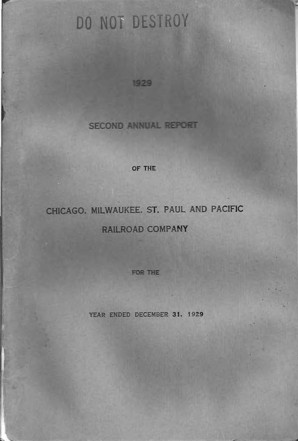 DO NOT DESTROY
1929
SECOND ANNUAL REPORT
OF THE
CHICAGO, MILWAUKEE, ST. PAUL AND PACIFIC
RAILROAD COMPANY
FOR THE
YEAR ENDED DECEMBER 31, 1929